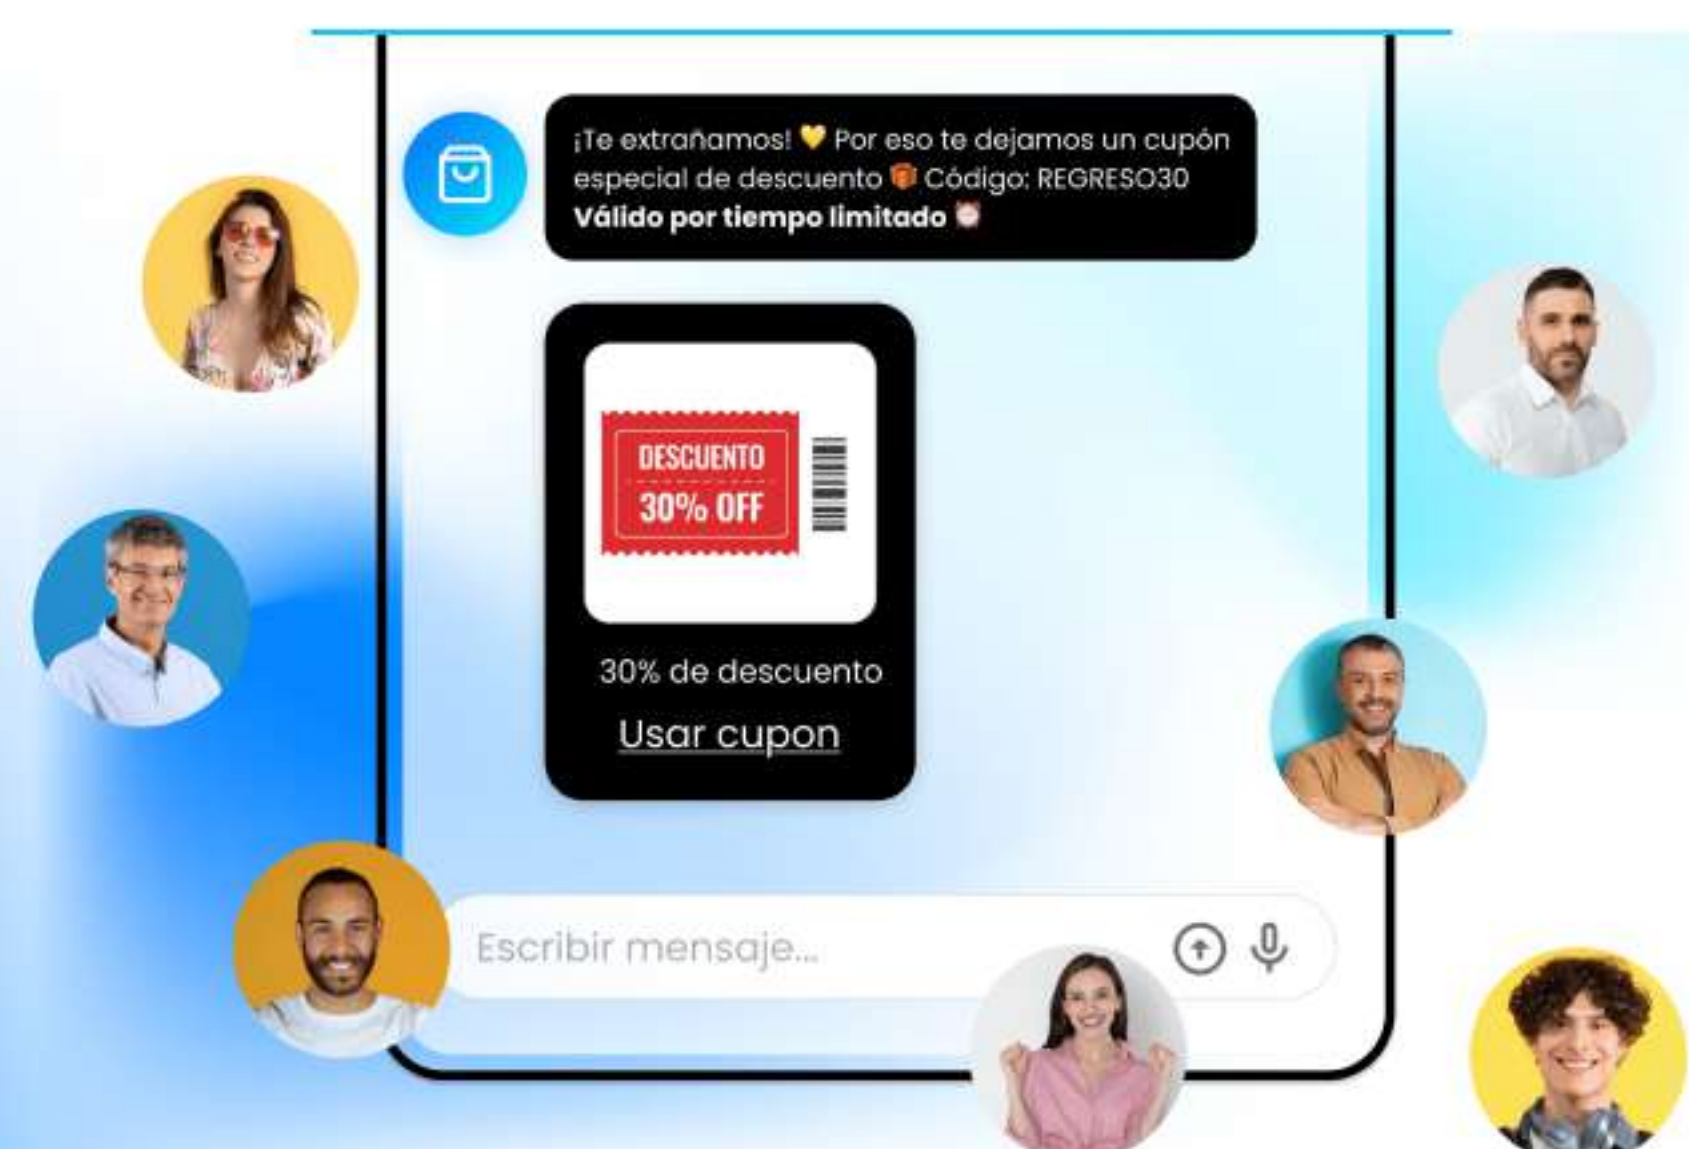 ¡Te extrañamos! 💛 Por eso te dejamos un cupón
especial de descuento 🎁 Código: REGRESO30
Válido por tiempo limitado ⏰
DESCUENTO
30% OFF
30% de descuento
Usar cupon
Escribir mensaje...